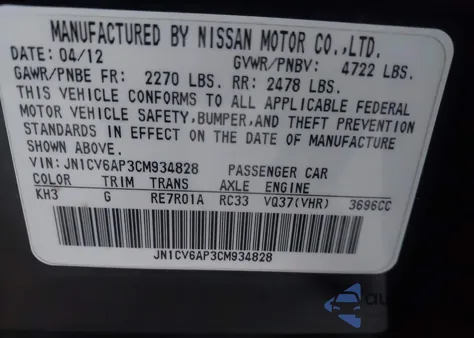 MANUFACTURED BY NISSAN MOTOR CO.,LTD.
DATE: 04/12 GVWR/PNBV: 4722 LBS.
GAWR/PNBE FR: 2270 LBS. RR: 2478 LBS.
THIS VEHICLE CONFORMS TO ALL APPLICABLE FEDERAL
MOTOR VEHICLE SAFETY, BUMPER, AND THEFT PREVENTION
STANDARDS IN EFFECT ON THE DATE OF MANUFACTURE
SHOWN ABOVE.
VIN: JN1CV6AP3CM934828 PASSENGER CAR
COLOR TRIM TRANS AXLE ENGINE
KH3 G RE7R01A RC33 VQ37(VHR) 3696CC
JN1CV6AP3CM934828